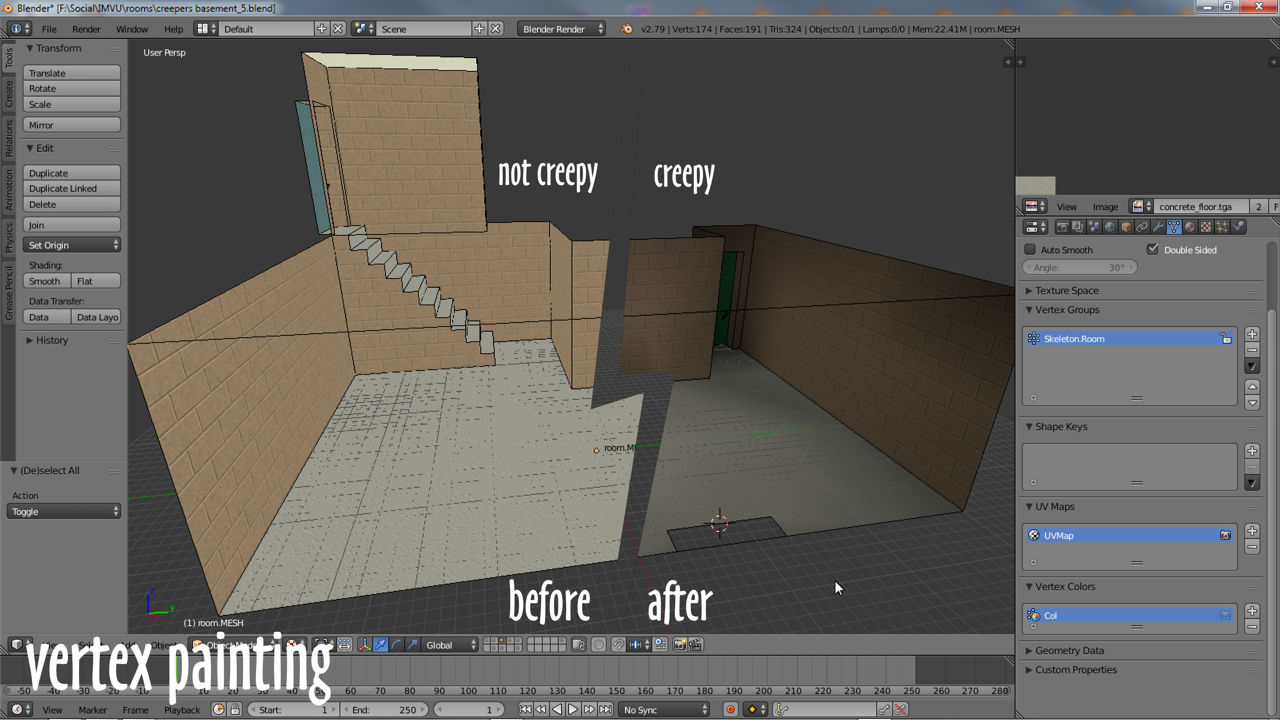 Blender* [F:\Social\IMVU\rooms\creepers basement_5.blend]
File Render Window Help Default Scene Blender Render v2.79 | Verts:174 | Faces:191 | Tris:324 | Objects:0/1 | Lamps:0/0 | Mem:22.41M | room.MESH
Tools
Create
Relations
Animation
Physics
Grease Pencil
Transform
Translate
Rotate
Scale
Mirror
Edit
Duplicate
Duplicate Linked
Delete
Join
Set Origin
Shading:
Smooth Flat
Data Transfer:
Data Data Layo
History
(De)select All
Action
Toggle
User Persp
not creepy creepy
room.M
before after
(1) room.MESH
vertex painting
Global
View Image concrete_floor.tga 2 F
Auto Smooth Double Sided
Angle: 30°
Texture Space
Vertex Groups
Skeleton.Room
Shape Keys
UV Maps
UVMap
Vertex Colors
Col
Geometry Data
Custom Properties
-50 -40 -30 -20 -10 0 10 20 30 40 50 60 70 80 90 100 110 120 130 140 150 160 170 180 190 200 210 220 230 240 250 260 270 280
View Marker Frame Playback Start: 1 End: 250 1 No Sync